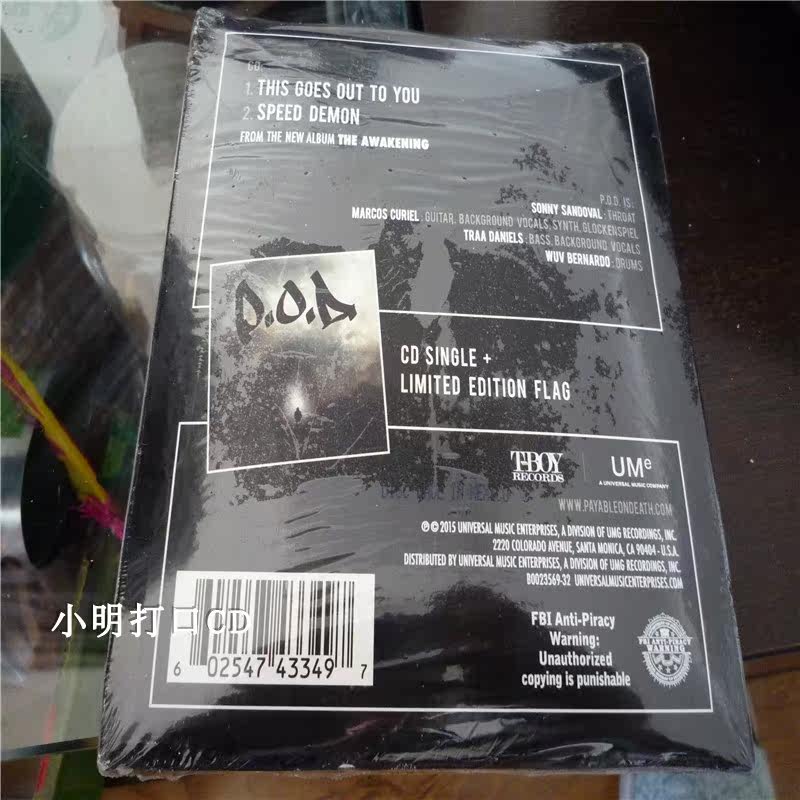 CD:
1. THIS GOES OUT TO YOU
2. SPEED DEMON
FROM THE NEW ALBUM THE AWAKENING
P.O.D. IS:
SONNY SANDOVAL : THROAT
MARCOS CURIEL : GUITAR, BACKGROUND VOCALS, SYNTH, GLOCKENSPIEL
TRAA DANIELS : BASS, BACKGROUND VOCALS
WUV BERNARDO : DRUMS
P.O.D
CD SINGLE +
LIMITED EDITION FLAG
T-BOY
RECORDS
UMe
A UNIVERSAL MUSIC COMPANY
WWW.PAYABLEONDEATH.COM
℗ © 2015 UNIVERSAL MUSIC ENTERPRISES, A DIVISION OF UMG RECORDINGS, INC.
2220 COLORADO AVENUE, SANTA MONICA, CA 90404 - U.S.A.
DISTRIBUTED BY UNIVERSAL MUSIC ENTERPRISES, A DIVISION OF UMG RECORDINGS, INC.
B0023569-32 UNIVERSALMUSICENTERPRISES.COM
小明打口CD
6 02547 43349 7
FBI Anti-Piracy
Warning:
Unauthorized
copying is punishable
FBI ANTI-PIRACY
WARNING